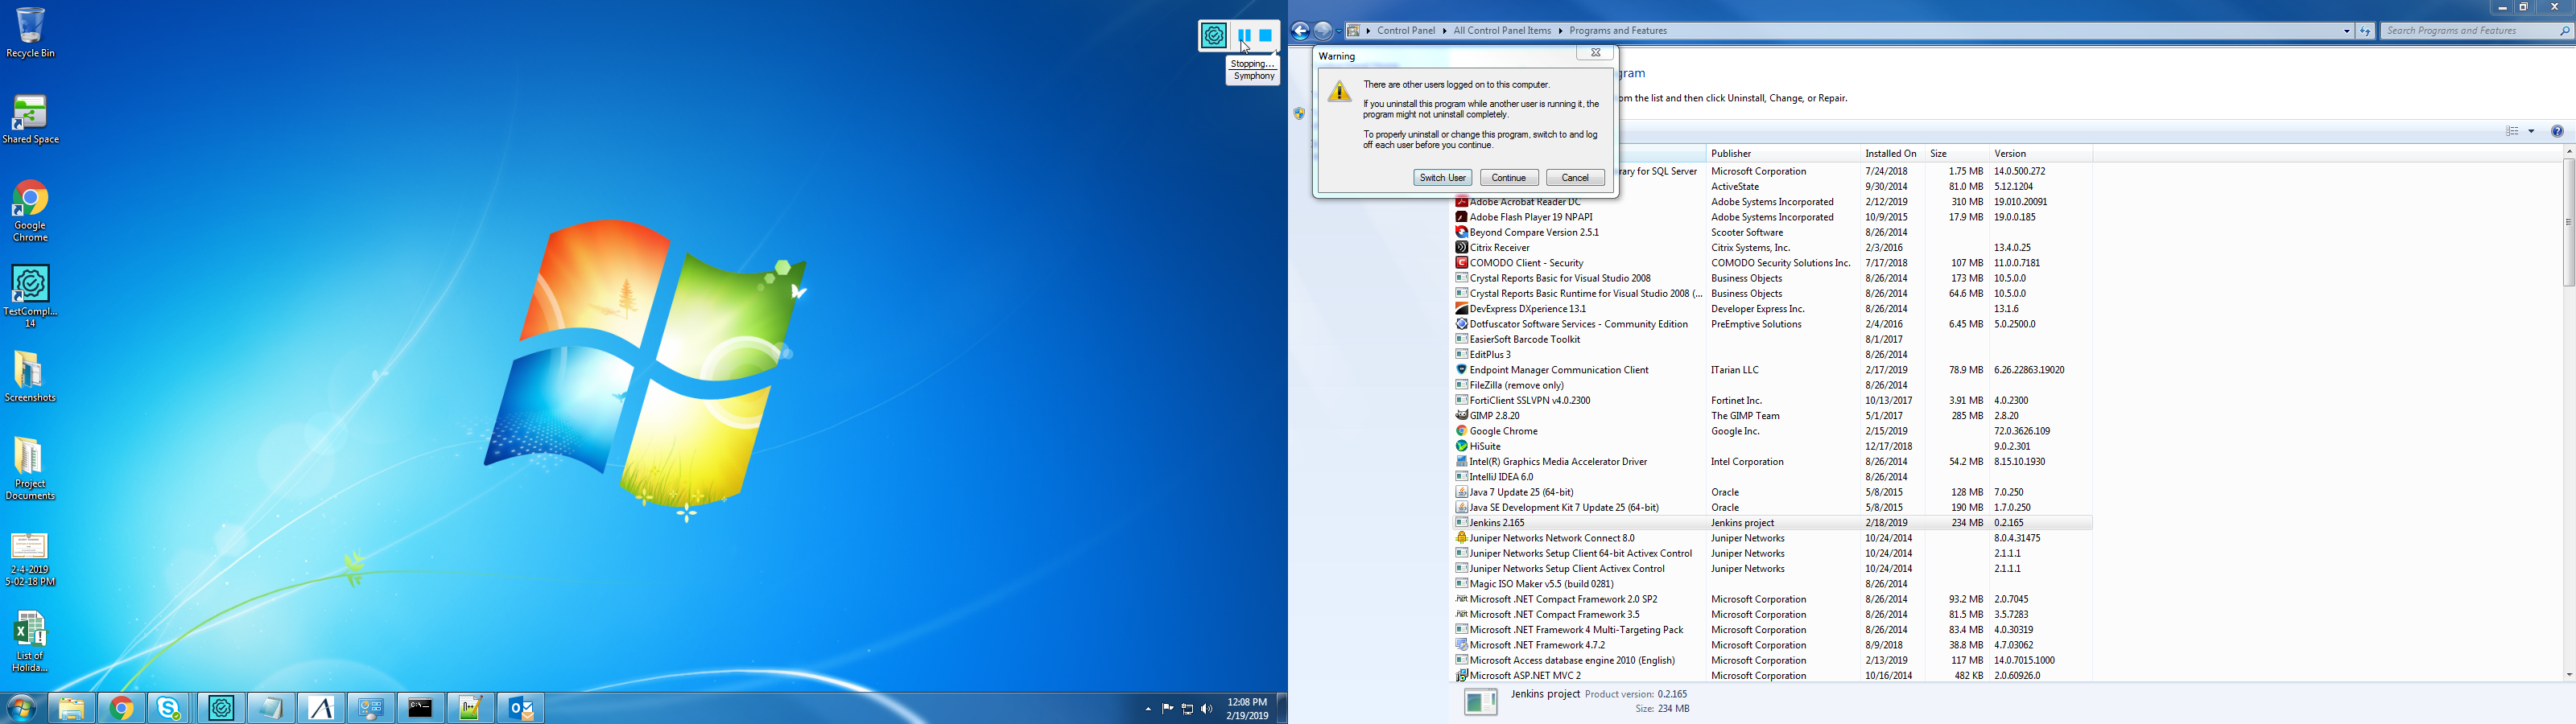 Recycle Bin
Shared Space
Google
Chrome
TestCompl...
14
Screenshots
Project
Documents
2-4-2019
5-02-18 PM
List of
Holida...
Stopping...
Symphony
12:08 PM
2/19/2019
Control Panel
All Control Panel Items
Programs and Features
Search Programs and Features
Warning
There are other users logged on to this computer.
If you uninstall this program while another user is running it, the
program might not uninstall completely.
To properly uninstall or change this program, switch to and log
off each user before you continue.
Switch User Continue Cancel
gram
om the list and then click Uninstall, Change, or Repair.
Publisher Installed On Size Version
rary for SQL Server Microsoft Corporation 7/24/2018 1.75 MB 14.0.500.272
ActiveState 9/30/2014 81.0 MB 5.12.1204
Adobe Acrobat Reader DC Adobe Systems Incorporated 2/12/2019 310 MB 19.010.20091
Adobe Flash Player 19 NPAPI Adobe Systems Incorporated 10/9/2015 17.9 MB 19.0.0.185
Beyond Compare Version 2.5.1 Scooter Software 8/26/2014
Citrix Receiver Citrix Systems, Inc. 2/3/2016 13.4.0.25
COMODO Client - Security COMODO Security Solutions Inc. 7/17/2018 107 MB 11.0.0.7181
Crystal Reports Basic for Visual Studio 2008 Business Objects 8/26/2014 173 MB 10.5.0.0
Crystal Reports Basic Runtime for Visual Studio 2008 (... Business Objects 8/26/2014 64.6 MB 10.5.0.0
DevExpress DXperience 13.1 Developer Express Inc. 8/26/2014 13.1.6
Dotfuscator Software Services - Community Edition PreEmptive Solutions 2/4/2016 6.45 MB 5.0.2500.0
EasierSoft Barcode Toolkit 8/1/2017
EditPlus 3 8/26/2014
Endpoint Manager Communication Client ITarian LLC 2/17/2019 78.9 MB 6.26.22863.19020
FileZilla (remove only) 8/26/2014
FortiClient SSLVPN v4.0.2300 Fortinet Inc. 10/13/2017 3.91 MB 4.0.2300
GIMP 2.8.20 The GIMP Team 5/1/2017 285 MB 2.8.20
Google Chrome Google Inc. 2/15/2019 72.0.3626.109
HiSuite 12/17/2018 9.0.2.301
Intel(R) Graphics Media Accelerator Driver Intel Corporation 8/26/2014 54.2 MB 8.15.10.1930
IntelliJ IDEA 6.0 8/26/2014
Java 7 Update 25 (64-bit) Oracle 5/8/2015 128 MB 7.0.250
Java SE Development Kit 7 Update 25 (64-bit) Oracle 5/8/2015 190 MB 1.7.0.250
Jenkins 2.165 Jenkins project 2/18/2019 234 MB 0.2.165
Juniper Networks Network Connect 8.0 Juniper Networks 10/24/2014 8.0.4.31475
Juniper Networks Setup Client 64-bit Activex Control Juniper Networks 10/24/2014 2.1.1.1
Juniper Networks Setup Client Activex Control Juniper Networks 10/24/2014 2.1.1.1
Magic ISO Maker v5.5 (build 0281) 8/26/2014
Microsoft .NET Compact Framework 2.0 SP2 Microsoft Corporation 8/26/2014 93.2 MB 2.0.7045
Microsoft .NET Compact Framework 3.5 Microsoft Corporation 8/26/2014 81.5 MB 3.5.7283
Microsoft .NET Framework 4 Multi-Targeting Pack Microsoft Corporation 8/26/2014 83.4 MB 4.0.30319
Microsoft .NET Framework 4.7.2 Microsoft Corporation 8/9/2018 38.8 MB 4.7.03062
Microsoft Access database engine 2010 (English) Microsoft Corporation 2/13/2019 117 MB 14.0.7015.1000
Microsoft ASP.NET MVC 2 Microsoft Corporation 10/16/2014 482 KB 2.0.60926.0
Jenkins project Product version: 0.2.165
Size: 234 MB